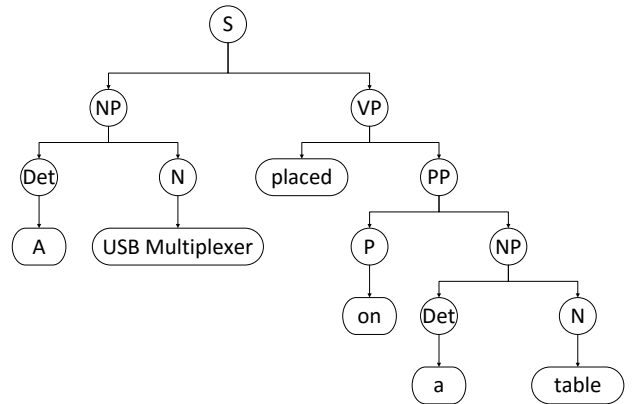 S
NP VP
Det N placed PP
A USB Multiplexer P NP
on Det N
a table